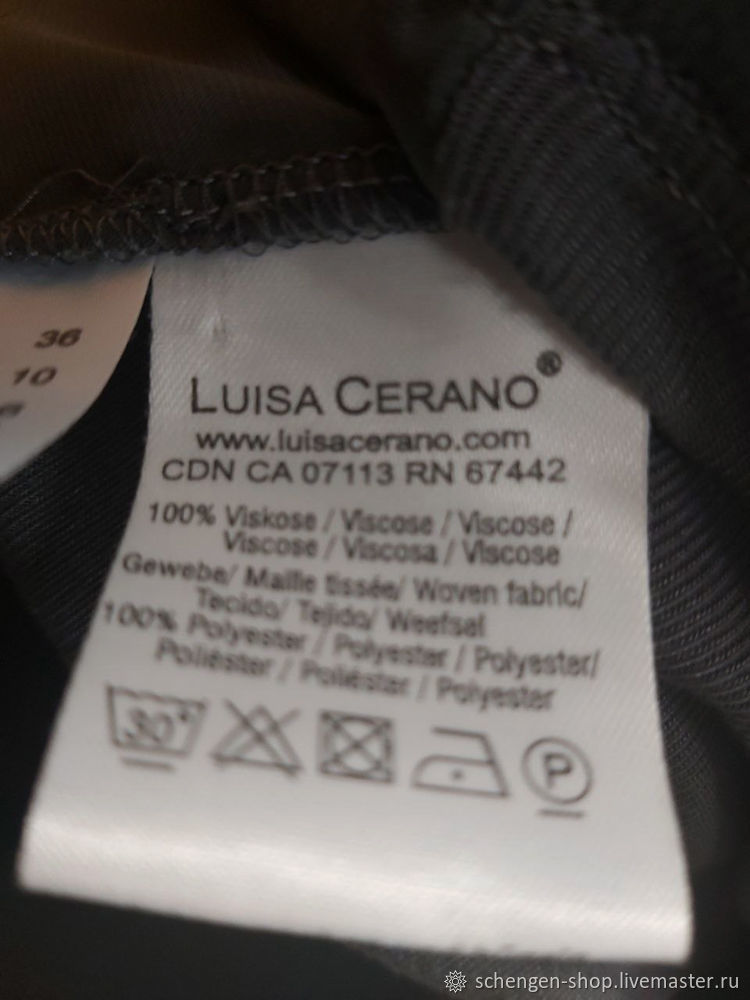 36
10
LUISA CERANO®
www.luisacerano.com
CDN CA 07113 RN 67442
100% Viskose / Viscose / Viscose /
Viscose / Viscosa / Viscose
Gewebe/ Maille tissée/ Woven fabric/
Tecido/ Tejido/ Weefsel
100% Polyester / Polyester / Polyester/
Poliéster / Poliéster / Polyester
30°
P
schengen-shop.livemaster.ru